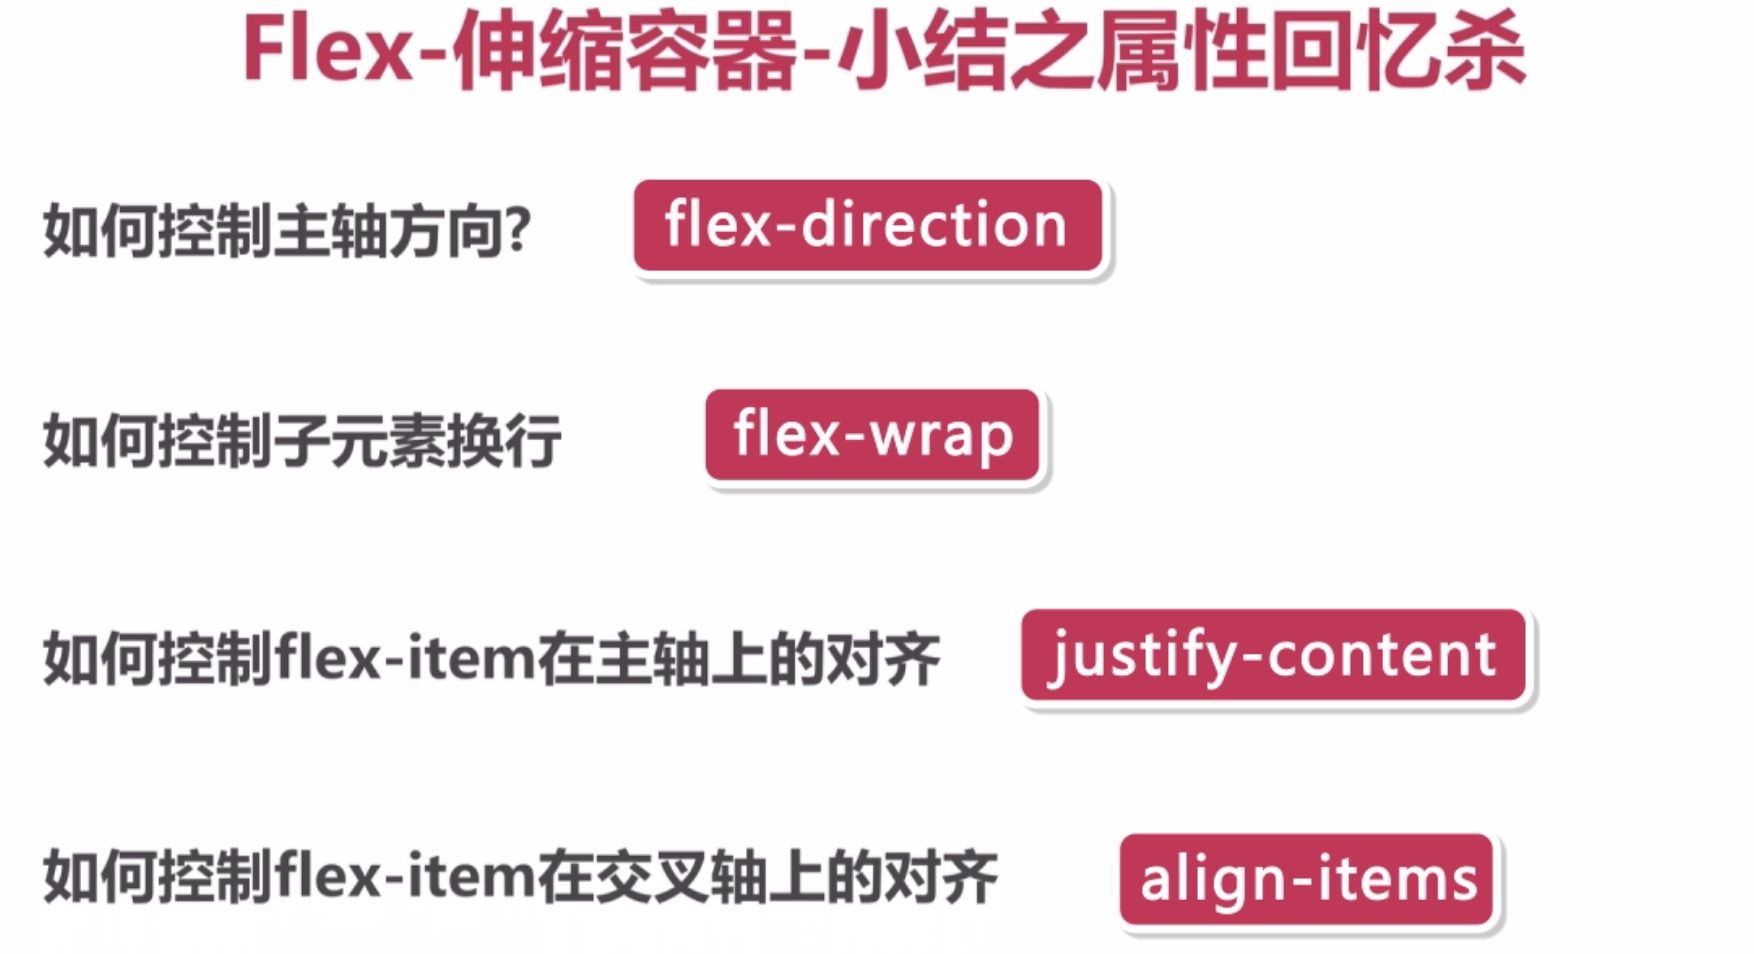 Flex-伸缩容器-小结之属性回忆杀
如何控制主轴方向? flex-direction
如何控制子元素换行 flex-wrap
如何控制flex-item在主轴上的对齐 justify-content
如何控制flex-item在交叉轴上的对齐 align-items